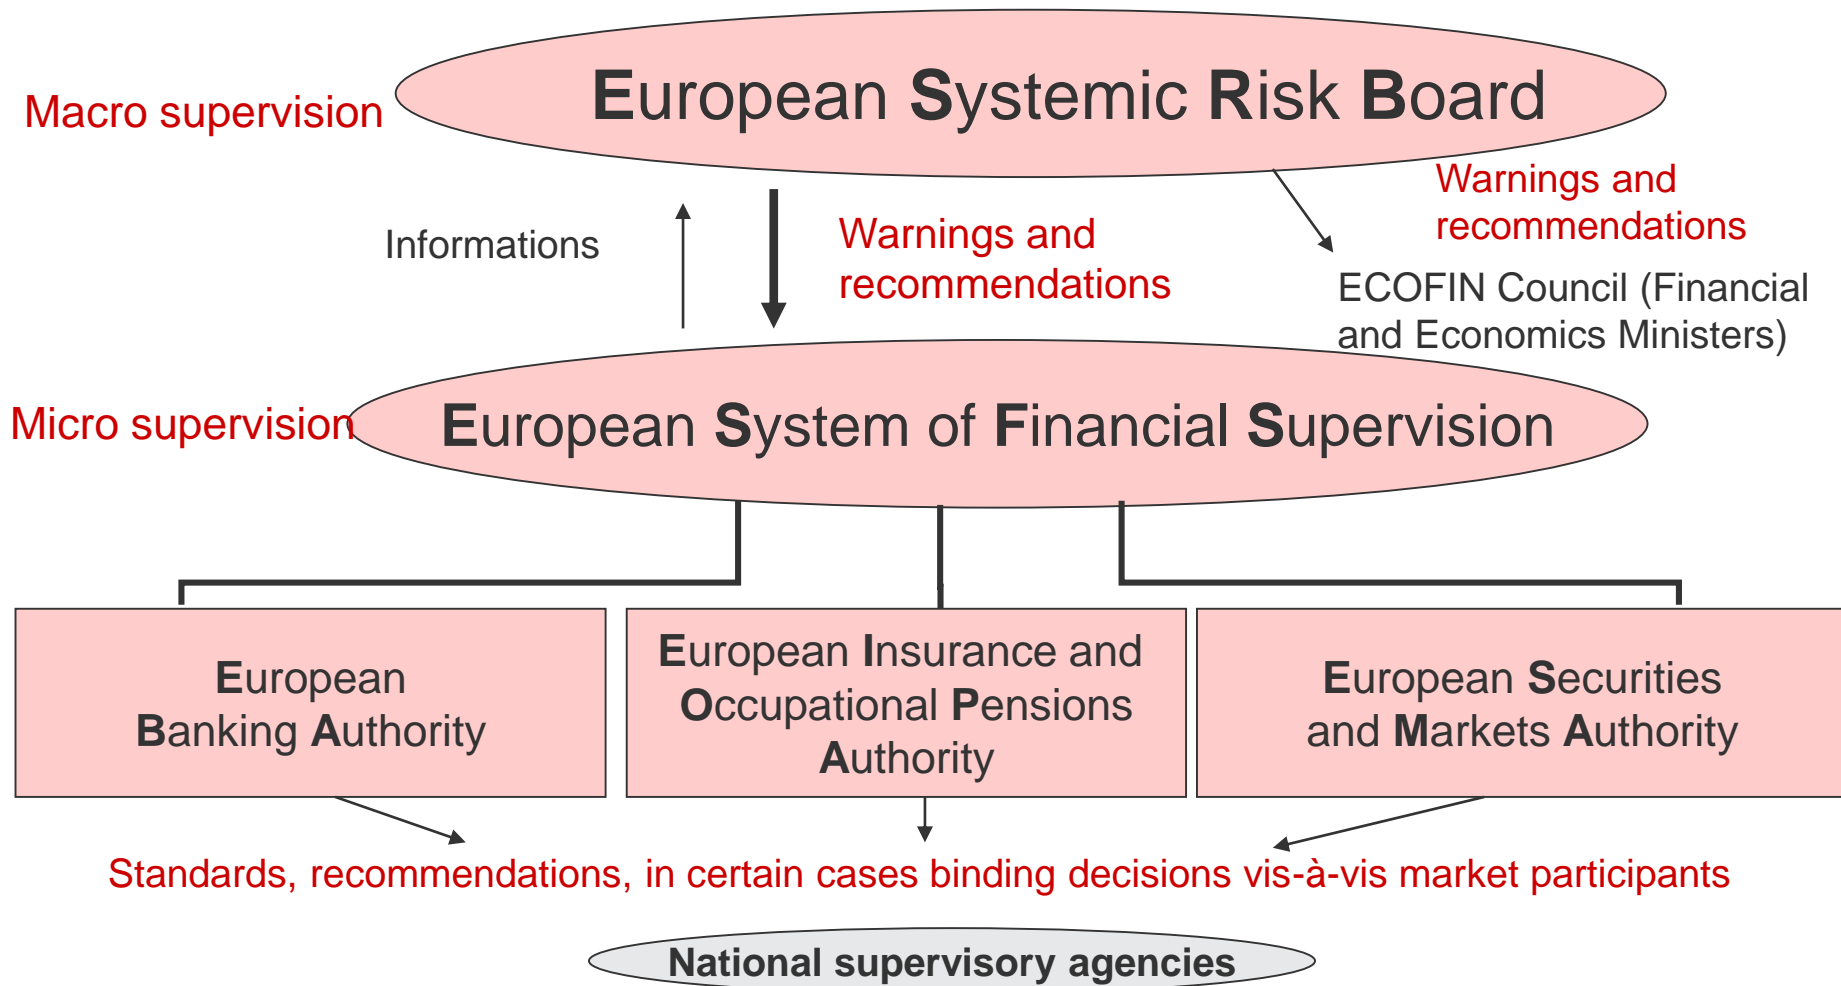 European Systemic Risk Board
Macro supervision
Warnings and
recommendations
Informations
Warnings and
recommendations
ECOFIN Council (Financial
and Economics Ministers)
Micro supervision
European System of Financial Supervision
European
Banking Authority
European Insurance and
Occupational Pensions
Authority
European Securities
and Markets Authority
Standards, recommendations, in certain cases binding decisions vis-à-vis market participants
National supervisory agencies